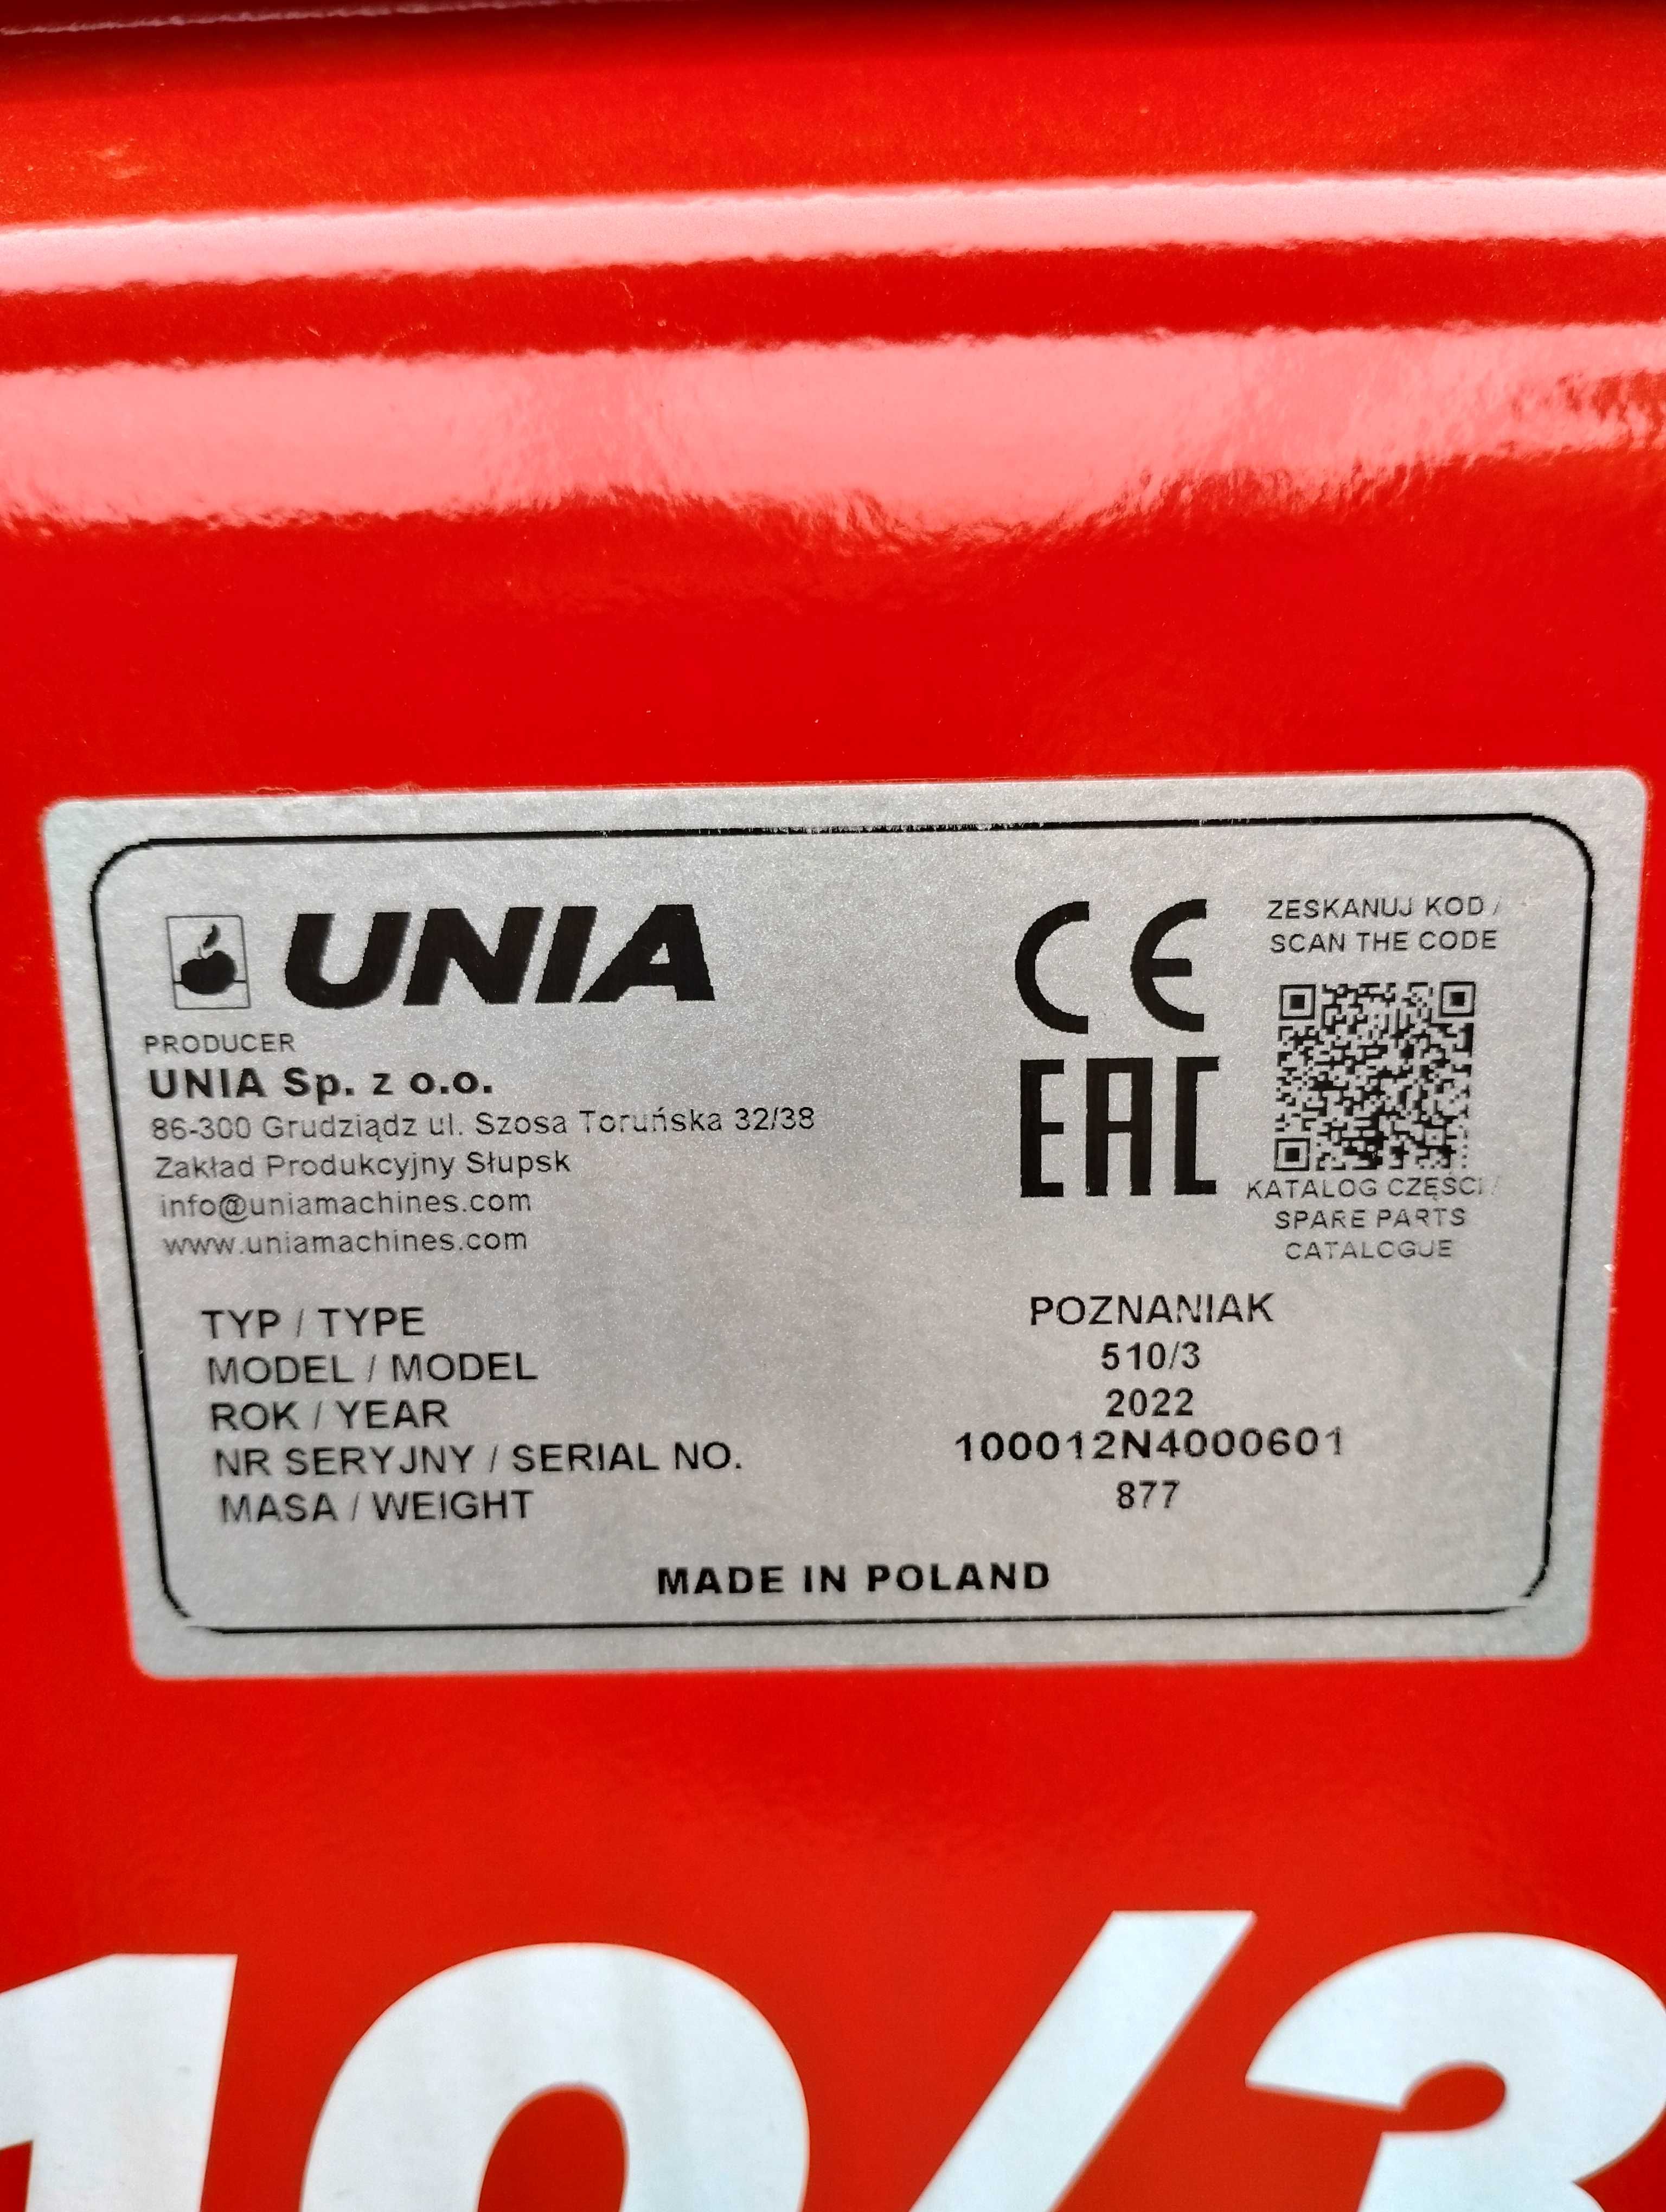 UNIA
PRODUCER
UNIA Sp. z o.o.
86-300 Grudziądz ul. Szosa Toruńska 32/38
Zakład Produkcyjny Słupsk
info@uniamachines.com
www.uniamachines.com
CE
EAC
ZESKANUJ KOD /
SCAN THE CODE
KATALOG CZĘŚCI /
SPARE PARTS
CATALOGUE
TYP / TYPE POZNANIAK
MODEL / MODEL 510/3
ROK / YEAR 2022
NR SERYJNY / SERIAL NO. 100012N4000601
MASA / WEIGHT 877
MADE IN POLAND
10/3